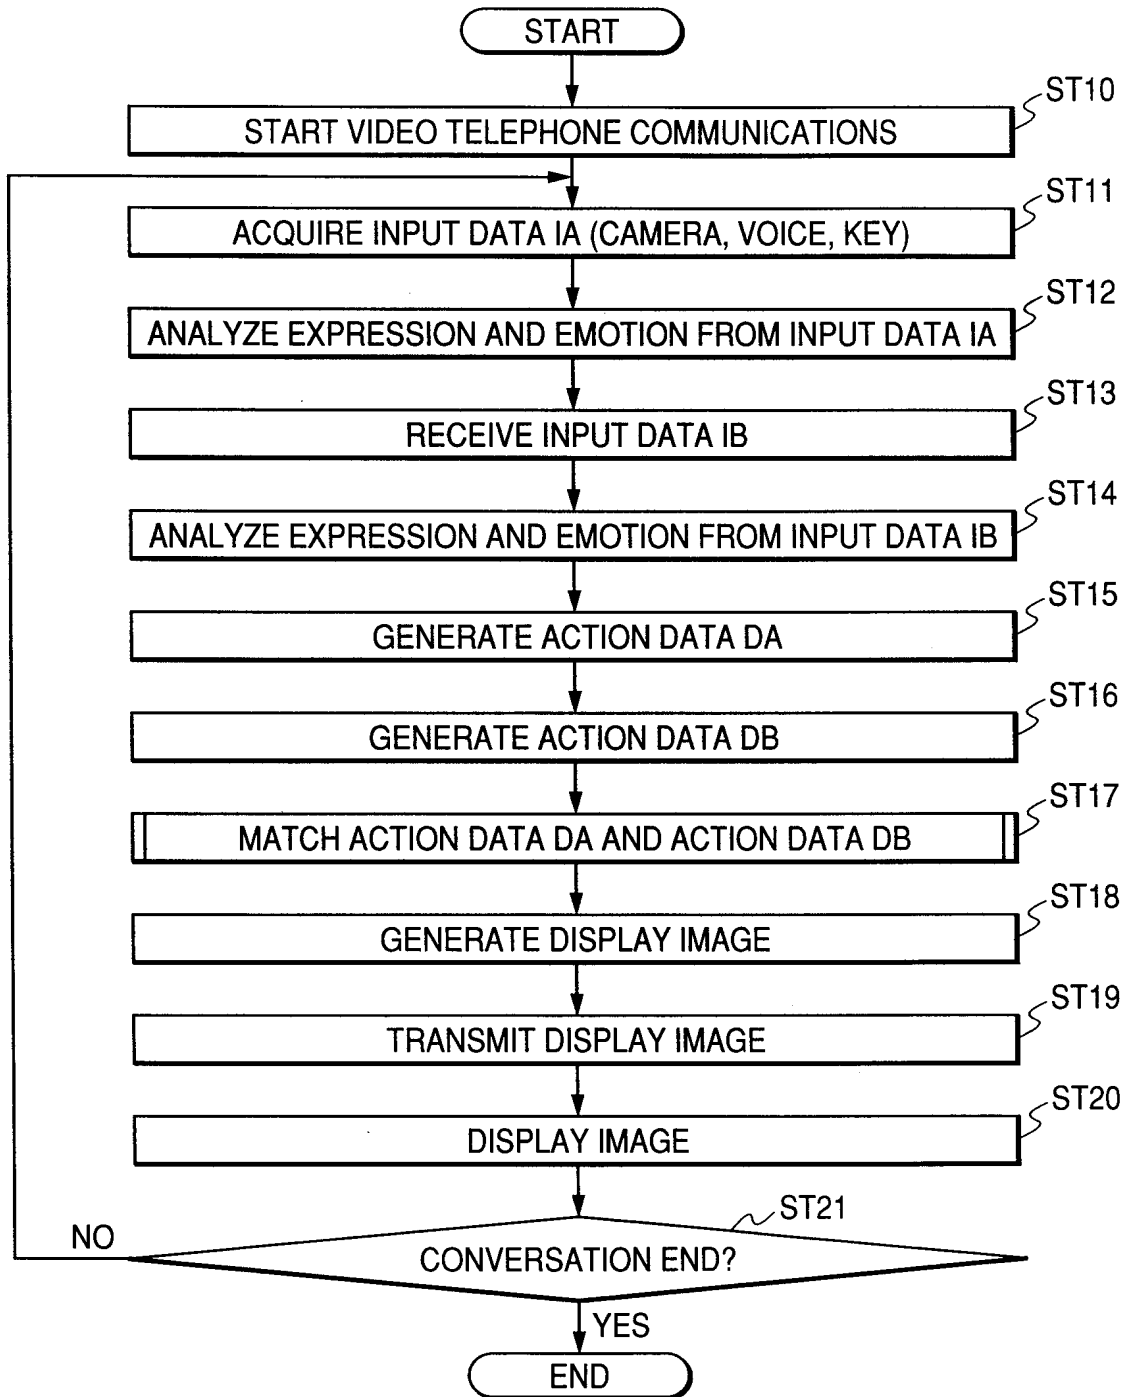 START
ST10
START VIDEO TELEPHONE COMMUNICATIONS
ST11
ACQUIRE INPUT DATA IA (CAMERA, VOICE, KEY)
ST12
ANALYZE EXPRESSION AND EMOTION FROM INPUT DATA IA
ST13
RECEIVE INPUT DATA IB
ST14
ANALYZE EXPRESSION AND EMOTION FROM INPUT DATA IB
ST15
GENERATE ACTION DATA DA
ST16
GENERATE ACTION DATA DB
ST17
MATCH ACTION DATA DA AND ACTION DATA DB
ST18
GENERATE DISPLAY IMAGE
ST19
TRANSMIT DISPLAY IMAGE
ST20
DISPLAY IMAGE
ST21
NO
CONVERSATION END?
YES
END